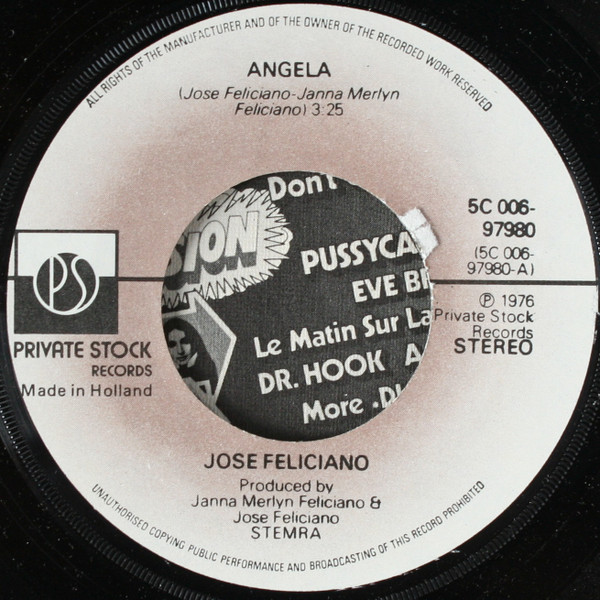 ALL RIGHTS OF THE MANUFACTURER AND OF THE OWNER OF THE RECORDED WORK RESERVED
ANGELA
(Jose Feliciano-Janna Merlyn
Feliciano) 3:25
5C 006-
97980
(5C 006-
97980-A)
Ⓟ 1976
Private Stock
Records
STEREO
PS
PRIVATE STOCK
RECORDS
Made in Holland
Don't
PUSSYCA
EVE
Le Matin Sur La
DR. HOOK
More
JOSE FELICIANO
Produced by
Janna Merlyn Feliciano &
Jose Feliciano
STEMRA
UNAUTHORISED COPYING PUBLIC PERFORMANCE AND BROADCASTING OF THIS RECORD PROHIBITED